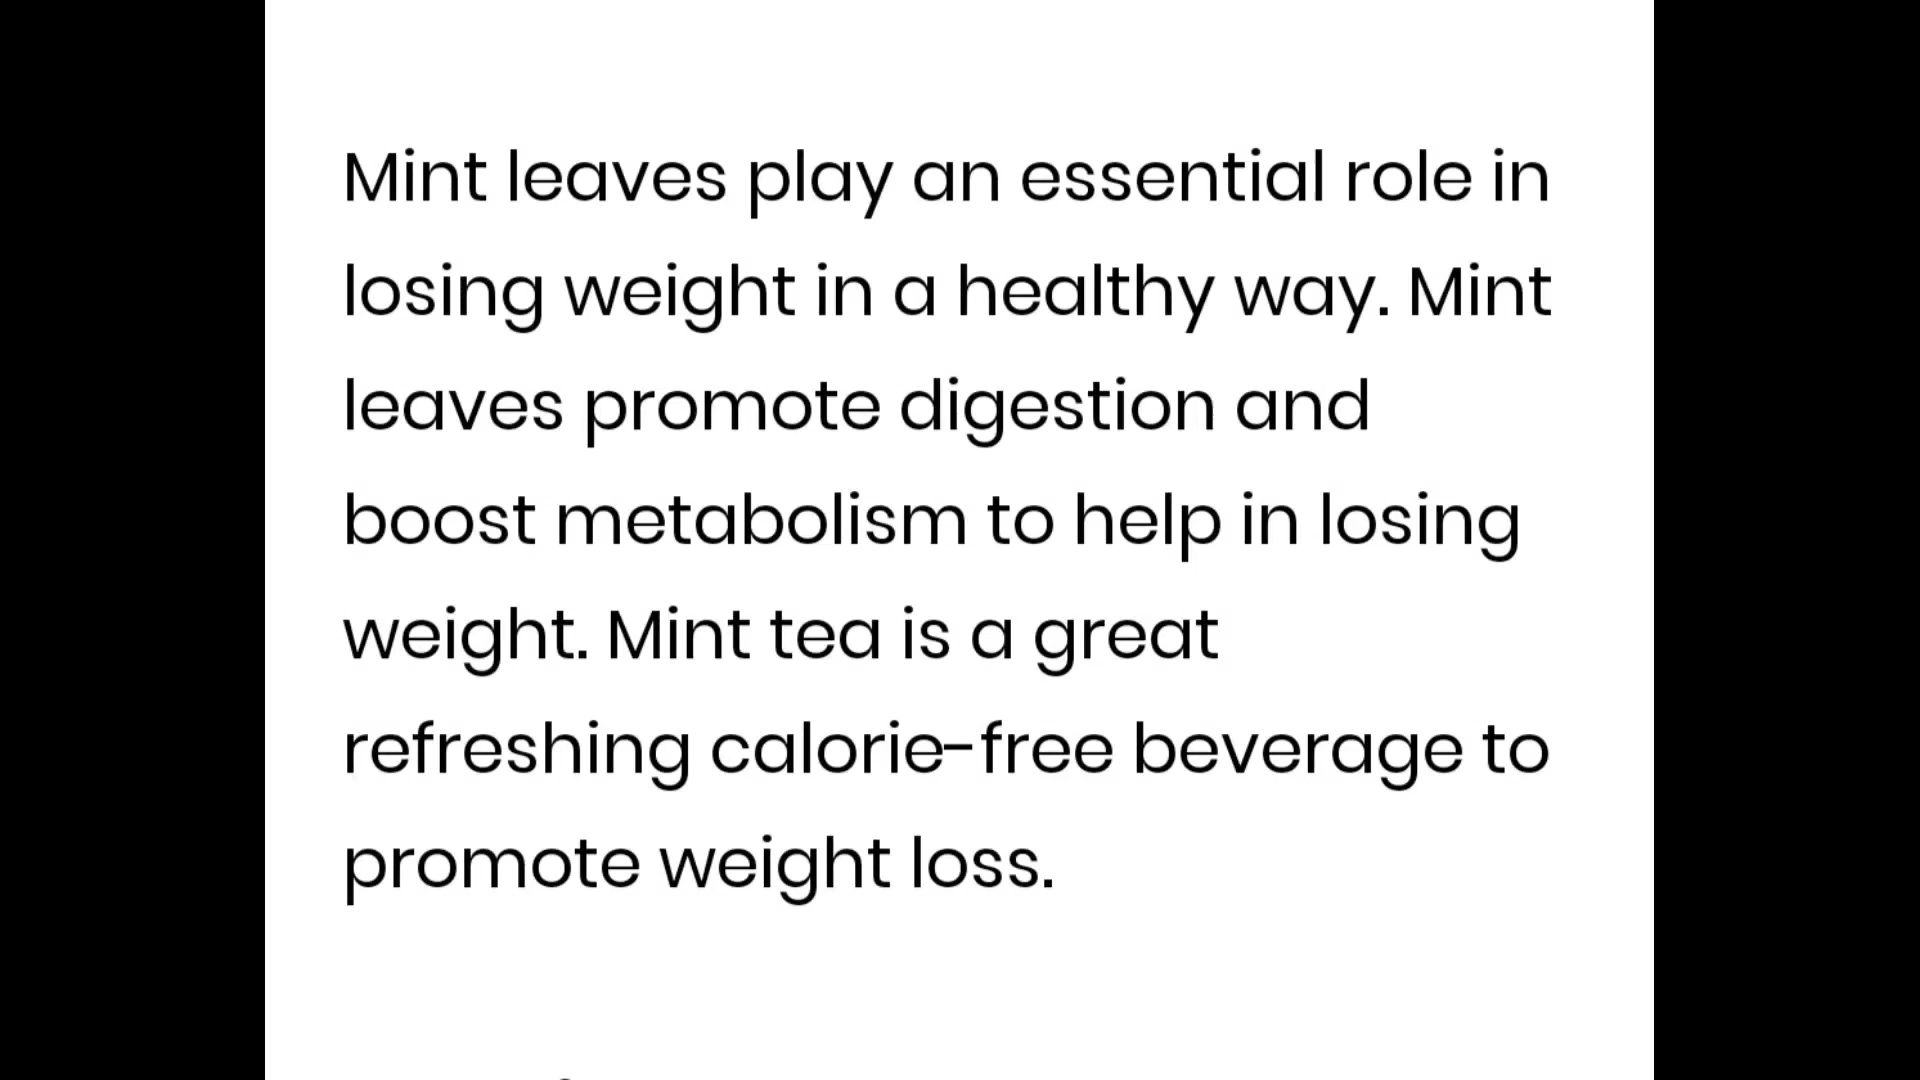 Mint leaves play an essential role in
losing weight in a healthy way. Mint
leaves promote digestion and
boost metabolism to help in losing
weight. Mint tea is a great
refreshing calorie-free beverage to
promote weight loss.